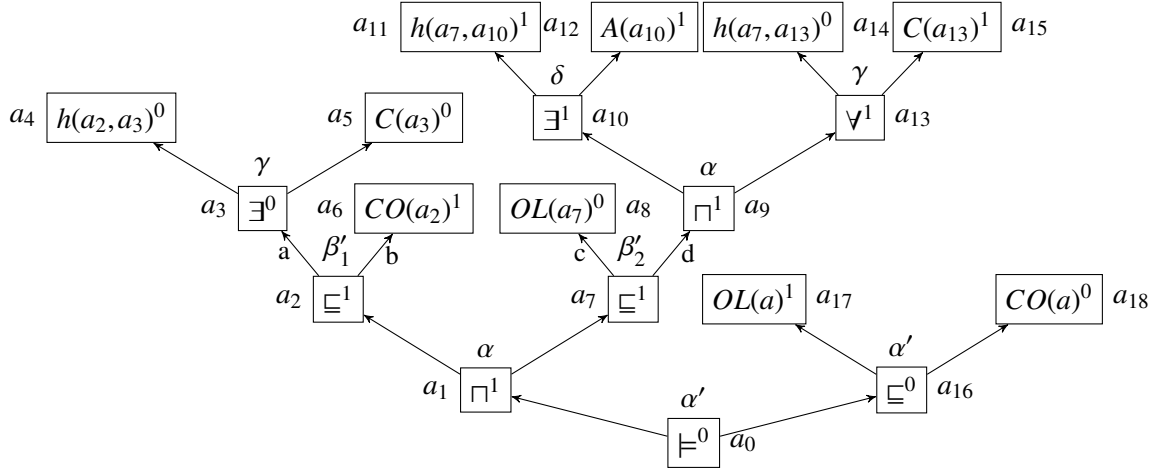 a₁₁ h(a₇, a₁₀)¹ a₁₂ A(a₁₀)¹ h(a₇, a₁₃)⁰ a₁₄ C(a₁₃)¹ a₁₅
δ γ
a₄ h(a₂, a₃)⁰ a₅ C(a₃)⁰ ∃¹ a₁₀ ∀¹ a₁₃
γ α
a₃ ∃⁰ a₆ CO(a₂)¹ OL(a₇)⁰ a₈ ⊓¹ a₉
a β′₁ b c β′₂ d
a₂ ⊑¹ a₇ ⊑¹ OL(a)¹ a₁₇ CO(a)⁰ a₁₈
α α′
a₁ ⊓¹ ⊑⁰ a₁₆
α′
⊨⁰ a₀